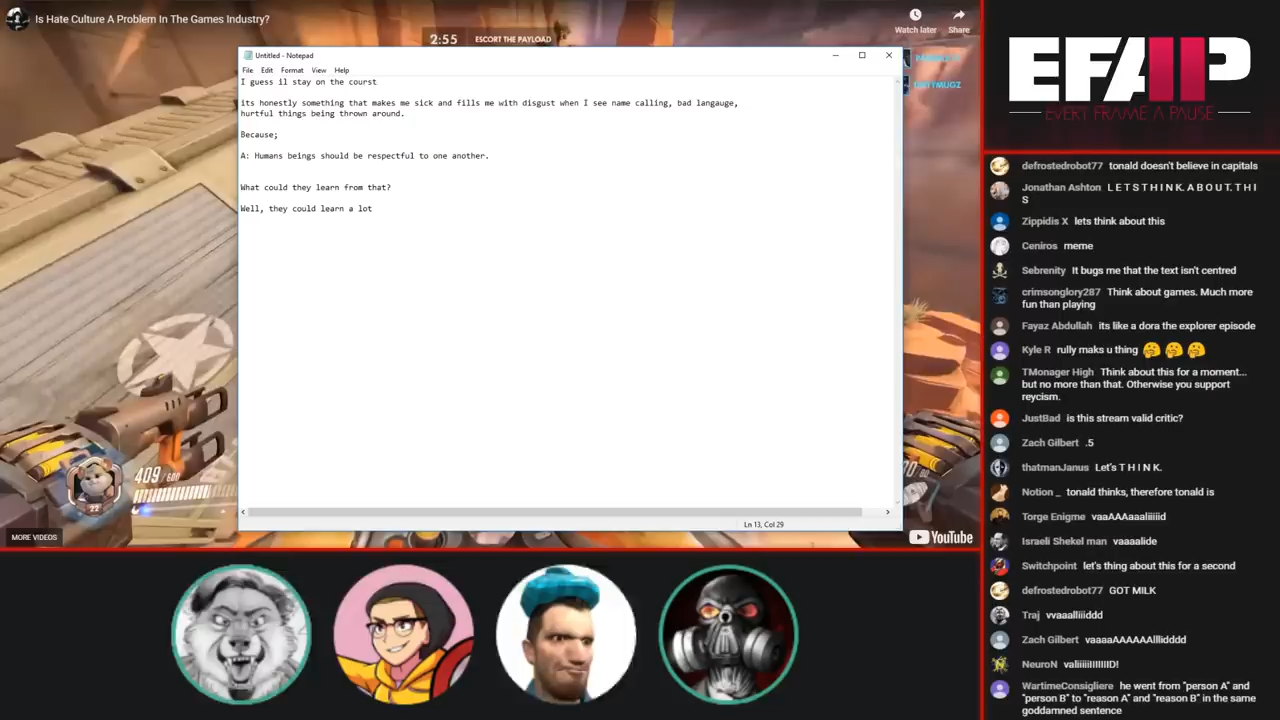 Is Hate Culture A Problem In The Games Industry?
Watch later
Share
2:55
ESCORT THE PAYLOAD
Untitled - Notepad
File Edit Format View Help
I guess il stay on the courst
its honestly something that makes me sick and fills me with disgust when I see name calling, bad langauge,
hurtful things being thrown around.
Because;
A: Humans beings should be respectful to one another.
What could they learn from that?
Well, they could learn a lot
Ln 13, Col 29
409/600
22
MORE VIDEOS
YouTube
EFAP
EVERY FRAME A PAUSE
defrostedrobot77 tonald doesn't believe in capitals
Jonathan Ashton L E T S T H I N K. A B O U T. T H I
S
Zippidis X lets think about this
Ceniros meme
Sebrenity It bugs me that the text isn't centred
crimsonglory287 Think about games. Much more
fun than playing
Fayaz Abdullah its like a dora the explorer episode
Kyle R rully maks u thing 🤔 🤔 🤔
TMonager High Think about this for a moment...
but no more than that. Otherwise you support
reycism.
JustBad is this stream valid critic?
Zach Gilbert .5
thatmanJanus Let's T H I N K.
Notion _ tonald thinks, therefore tonald is
Torge Enigme vaaAAAaaaliiiiid
Israeli Shekel man vaaaalide
Switchpoint let's thing about this for a second
defrostedrobot77 GOT MILK
Traj vvaaalliiiddd
Zach Gilbert vaaaaAAAAAAlllidddd
NeuroN valiiiiiIIIIIIID!
WartimeConsigliere he went from "person A" and
"person B" to "reason A" and "reason B" in the same
goddamned sentence